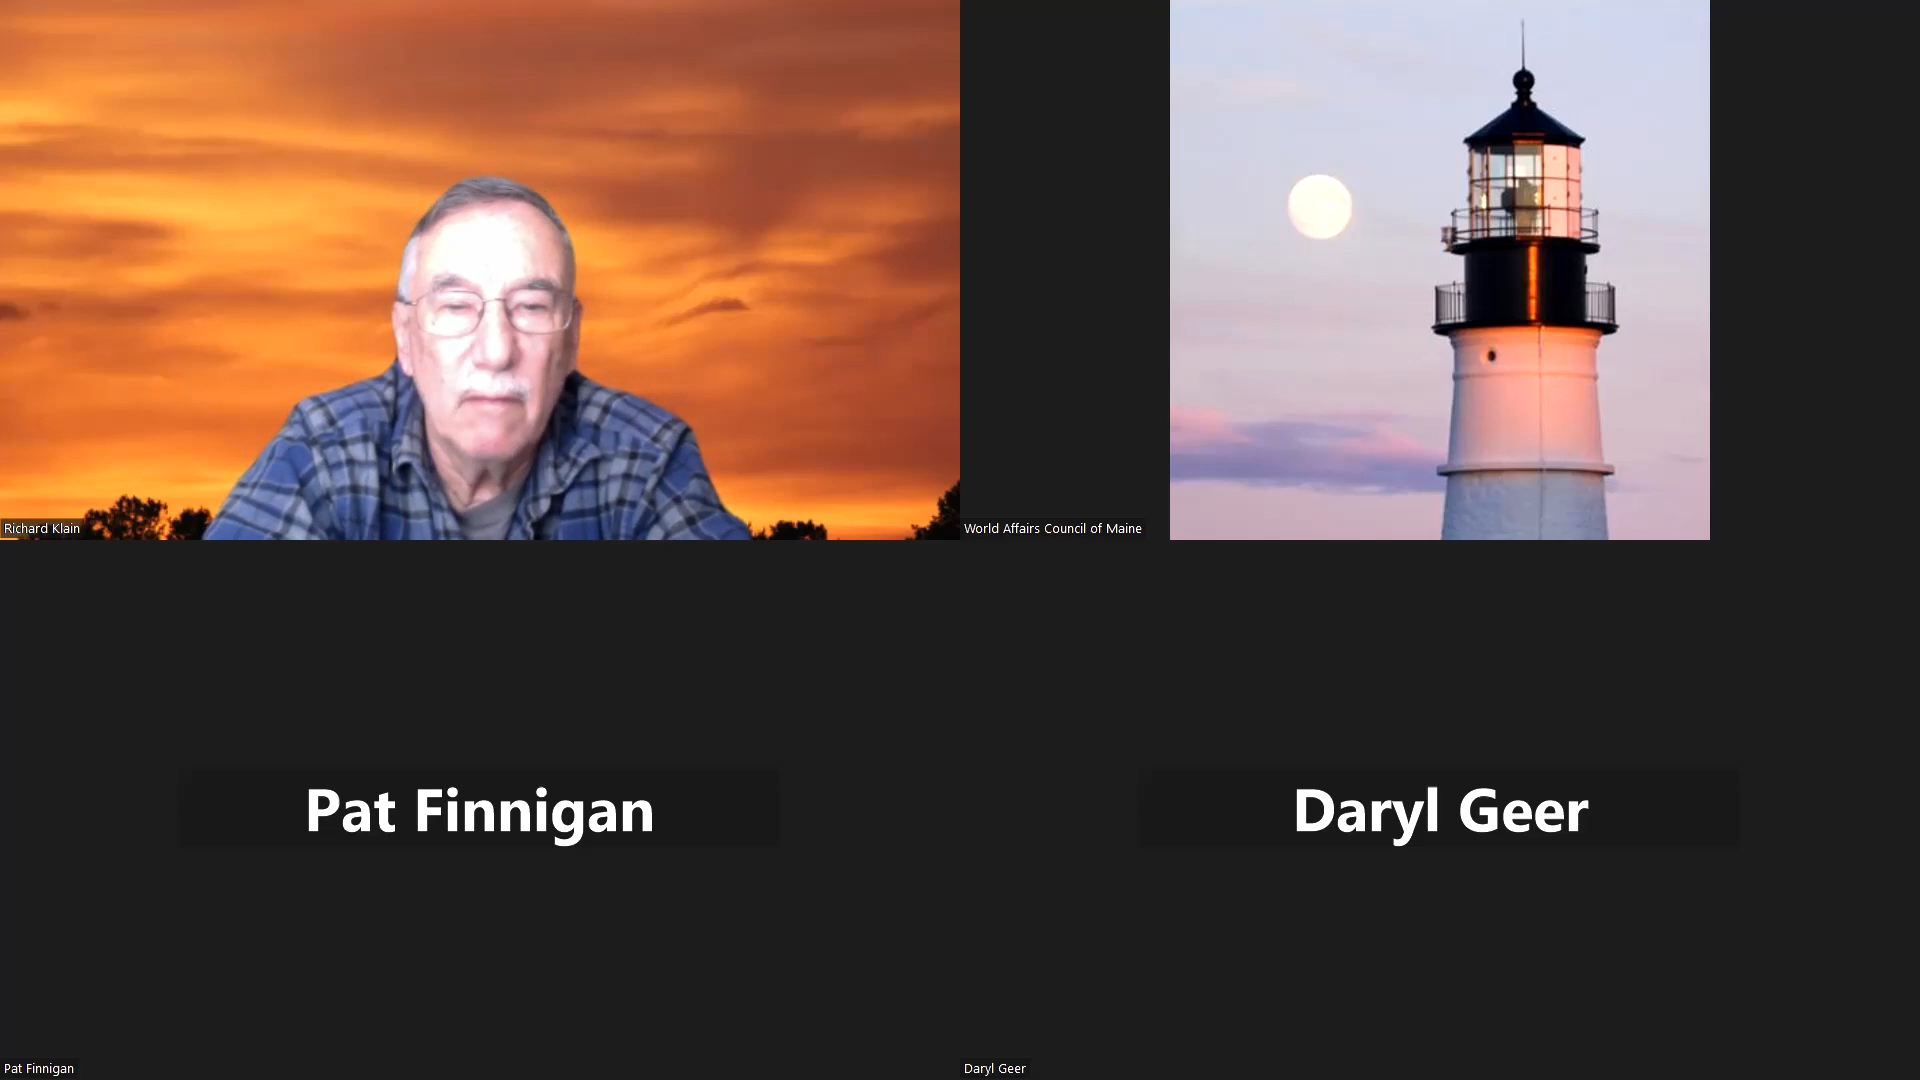 Richard Klain
World Affairs Council of Maine
Pat Finnigan
Daryl Geer
Pat Finnigan
Daryl Geer